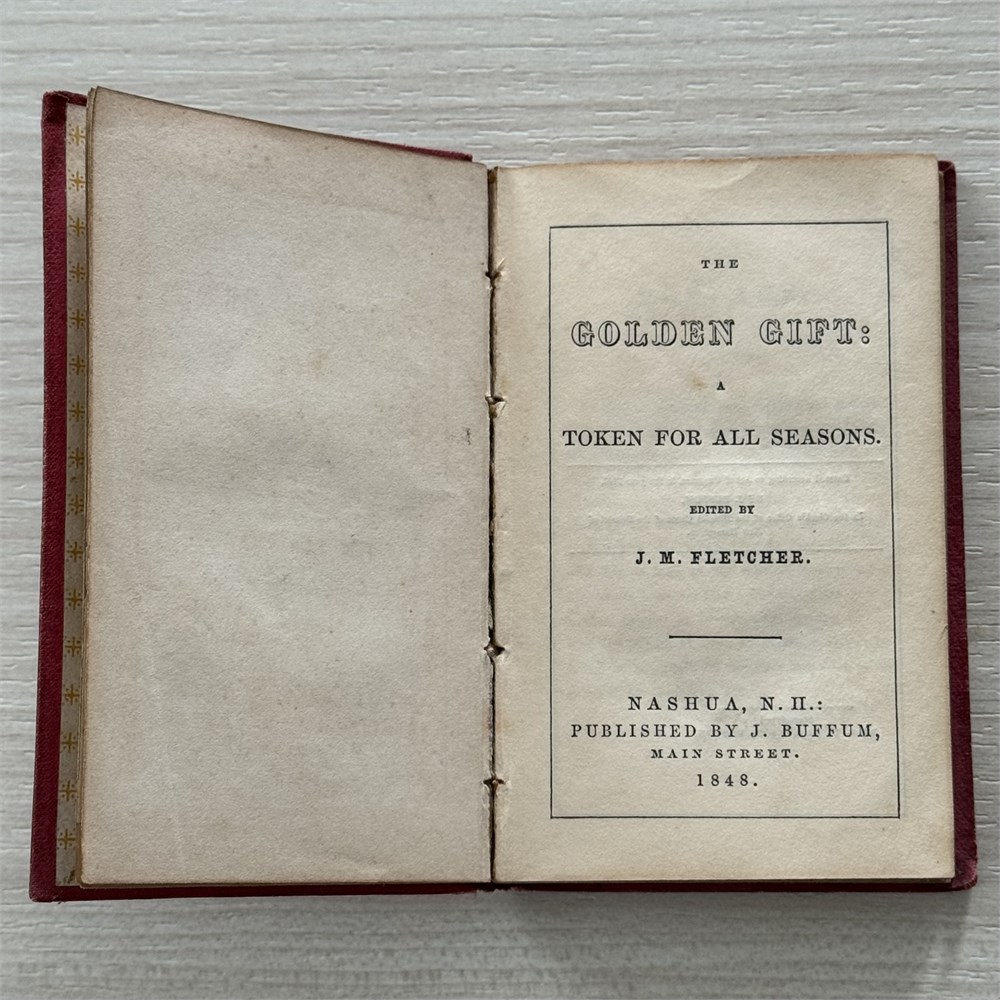 THE
GOLDEN GIFT:
A
TOKEN FOR ALL SEASONS.
EDITED BY
J. M. FLETCHER.
NASHUA, N. H.:
PUBLISHED BY J. BUFFUM,
MAIN STREET.
1848.